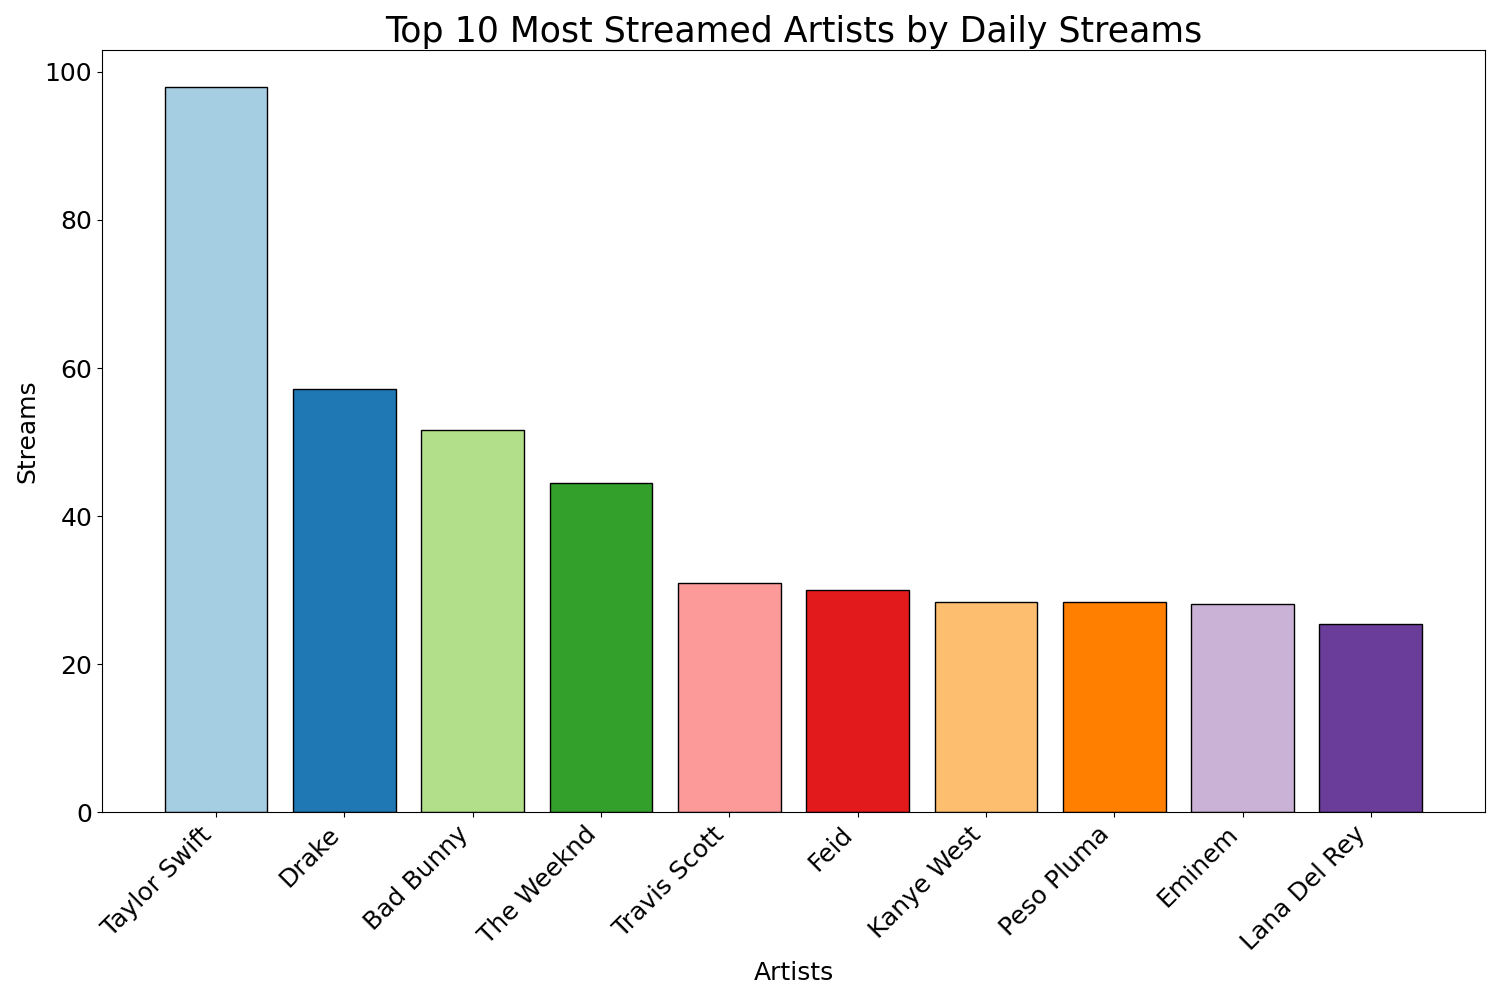 Top 10 Most Streamed Artists by Daily Streams
100
80
60
40
20
0
Streams
Taylor Swift
Drake
Bad Bunny
The Weeknd
Travis Scott
Feid
Kanye West
Peso Pluma
Eminem
Lana Del Rey
Artists